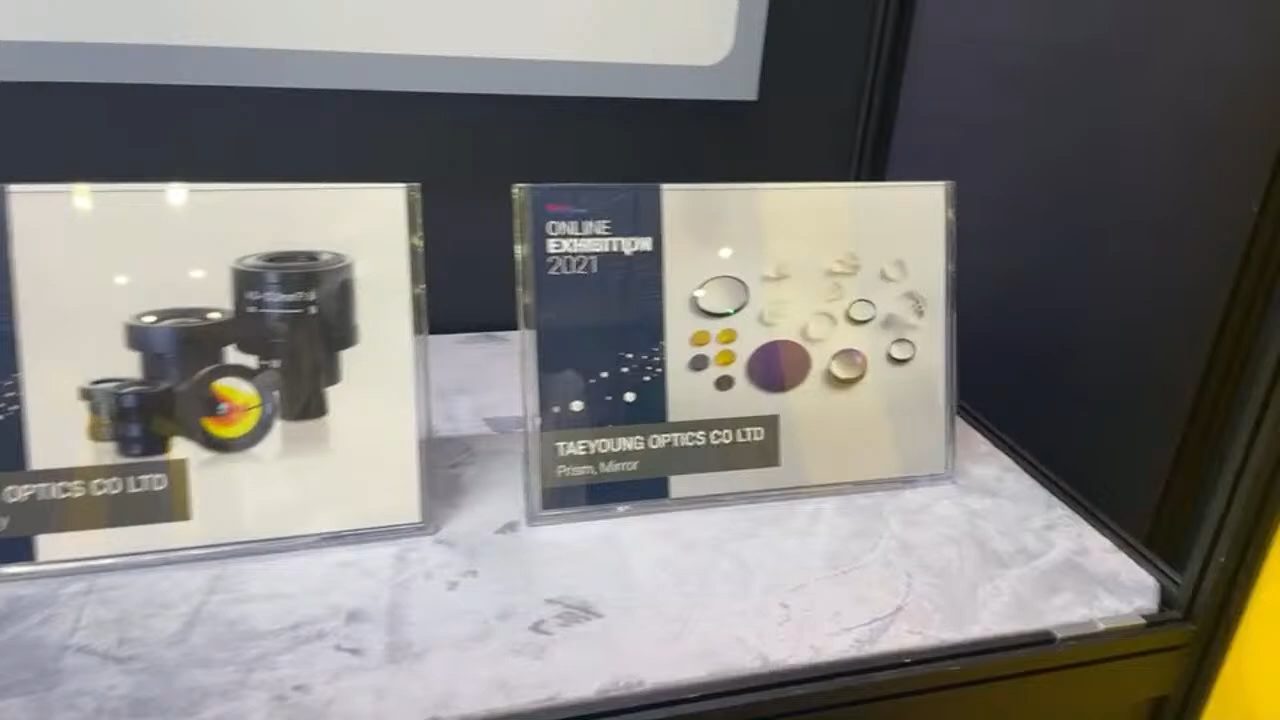 OPTICS CO LTD
y
ONLINE
EXHIBITION
2021
TAEYOUNG OPTICS CO LTD
Prism, Mirror